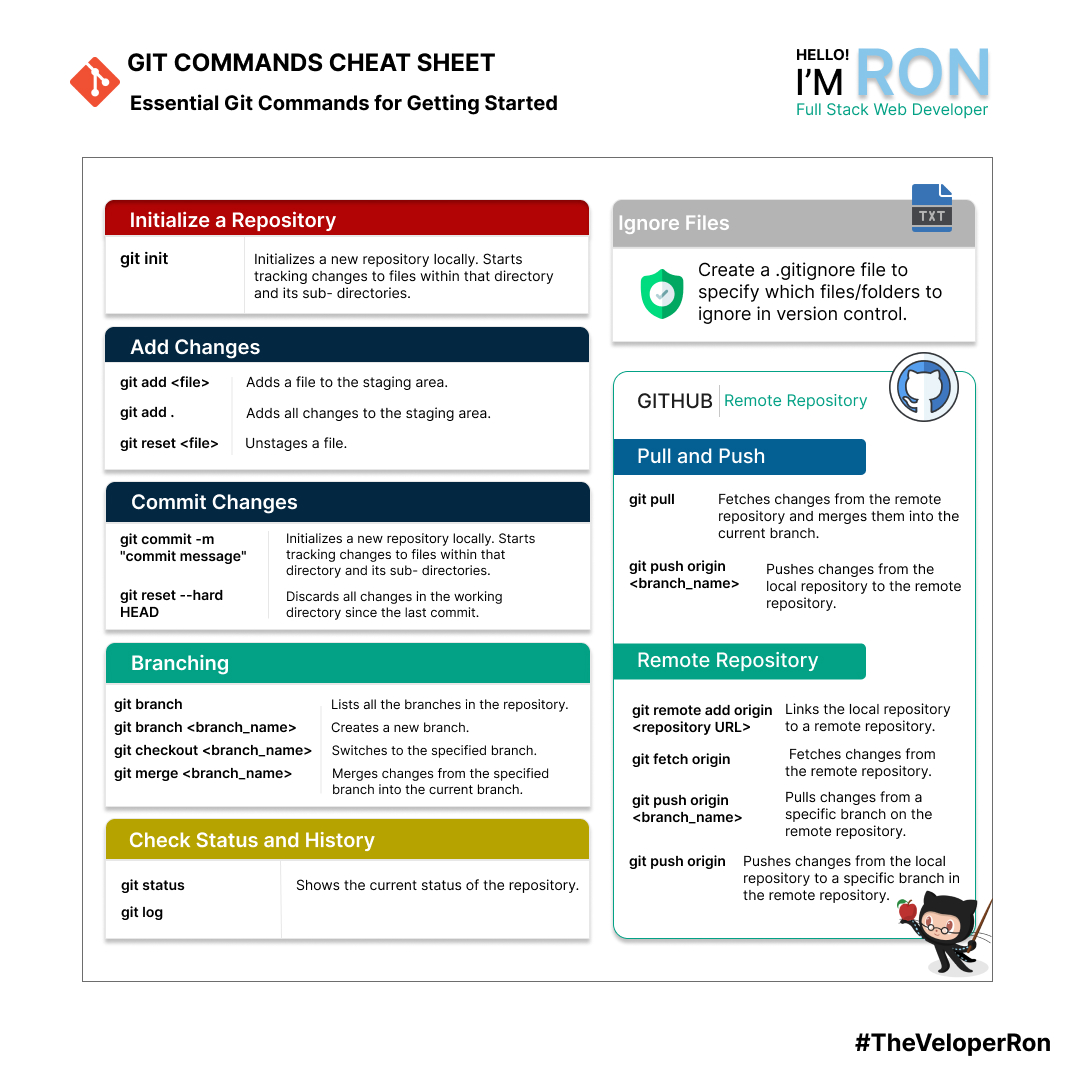 GIT COMMANDS CHEAT SHEET
Essential Git Commands for Getting Started
HELLO!
I'M RON
Full Stack Web Developer
Initialize a Repository
git init
Initializes a new repository locally. Starts
tracking changes to files within that directory
and its sub- directories.
Add Changes
git add <file>
Adds a file to the staging area.
git add .
Adds all changes to the staging area.
git reset <file>
Unstages a file.
Commit Changes
git commit -m
"commit message"
Initializes a new repository locally. Starts
tracking changes to files within that
directory and its sub- directories.
git reset --hard
HEAD
Discards all changes in the working
directory since the last commit.
Branching
git branch
Lists all the branches in the repository.
git branch <branch_name>
Creates a new branch.
git checkout <branch_name>
Switches to the specified branch.
git merge <branch_name>
Merges changes from the specified
branch into the current branch.
Check Status and History
git status
Shows the current status of the repository.
git log
Ignore Files
TXT
Create a .gitignore file to
specify which files/folders to
ignore in version control.
GITHUB
Remote Repository
Pull and Push
git pull
Fetches changes from the remote
repository and merges them into the
current branch.
git push origin
<branch_name>
Pushes changes from the
local repository to the remote
repository.
Remote Repository
git remote add origin
<repository URL>
Links the local repository
to a remote repository.
git fetch origin
Fetches changes from
the remote repository.
git push origin
<branch_name>
Pulls changes from a
specific branch on the
remote repository.
git push origin
Pushes changes from the local
repository to a specific branch in
the remote repository.
#TheVeloperRon